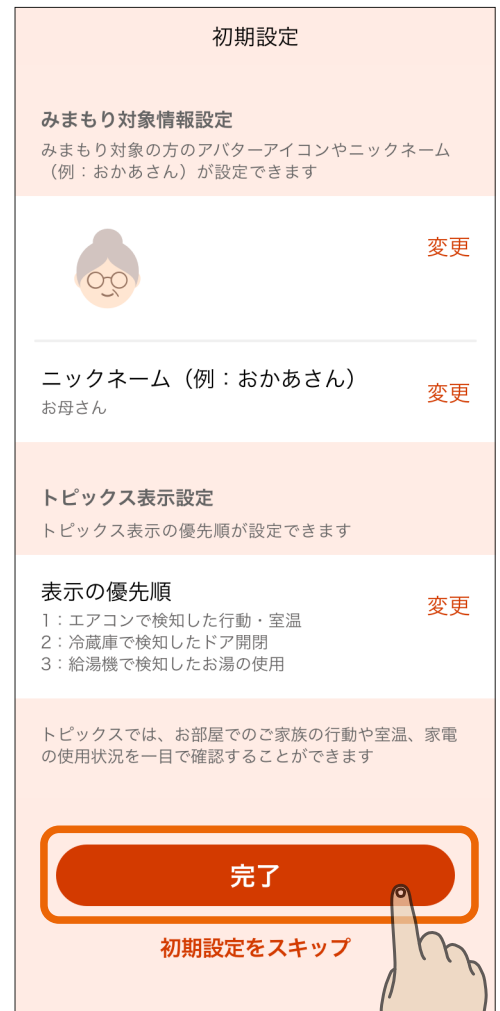 初期設定
みまもり対象情報設定
みまもり対象の方のアバターアイコンやニックネーム
（例：おかあさん）が設定できます
変更
ニックネーム（例：おかあさん）
お母さん
変更
トピックス表示設定
トピックス表示の優先順が設定できます
表示の優先順
1：エアコンで検知した行動・室温
2：冷蔵庫で検知したドア開閉
3：給湯機で検知したお湯の使用
変更
トピックスでは、お部屋でのご家族の行動や室温、家電
の使用状況を一目で確認することができます
完了
初期設定をスキップ